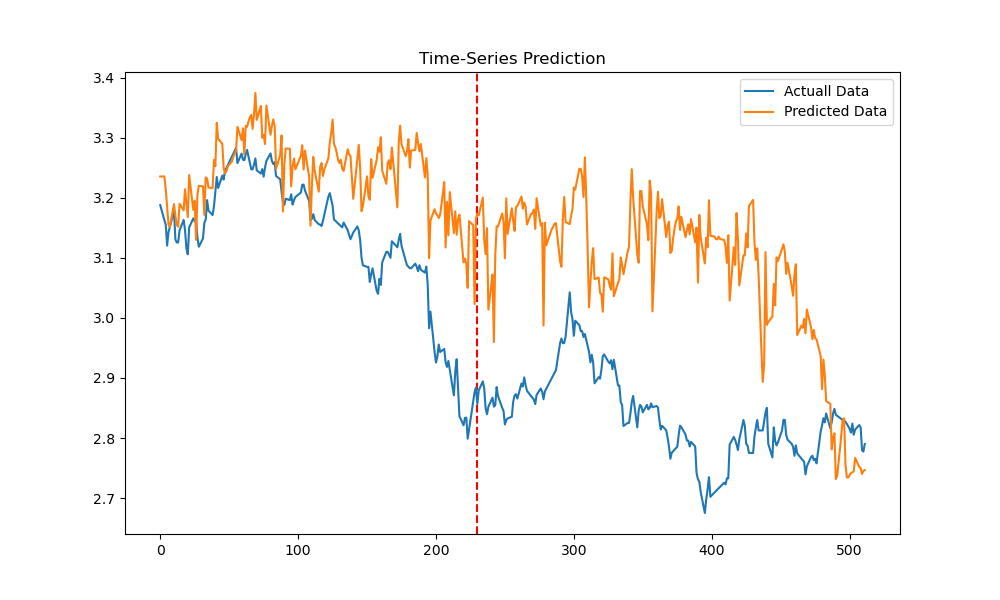 Time-Series Prediction
3.4
3.3
3.2
3.1
3.0
2.9
2.8
2.7
0 100 200 300 400 500
Actuall Data
Predicted Data